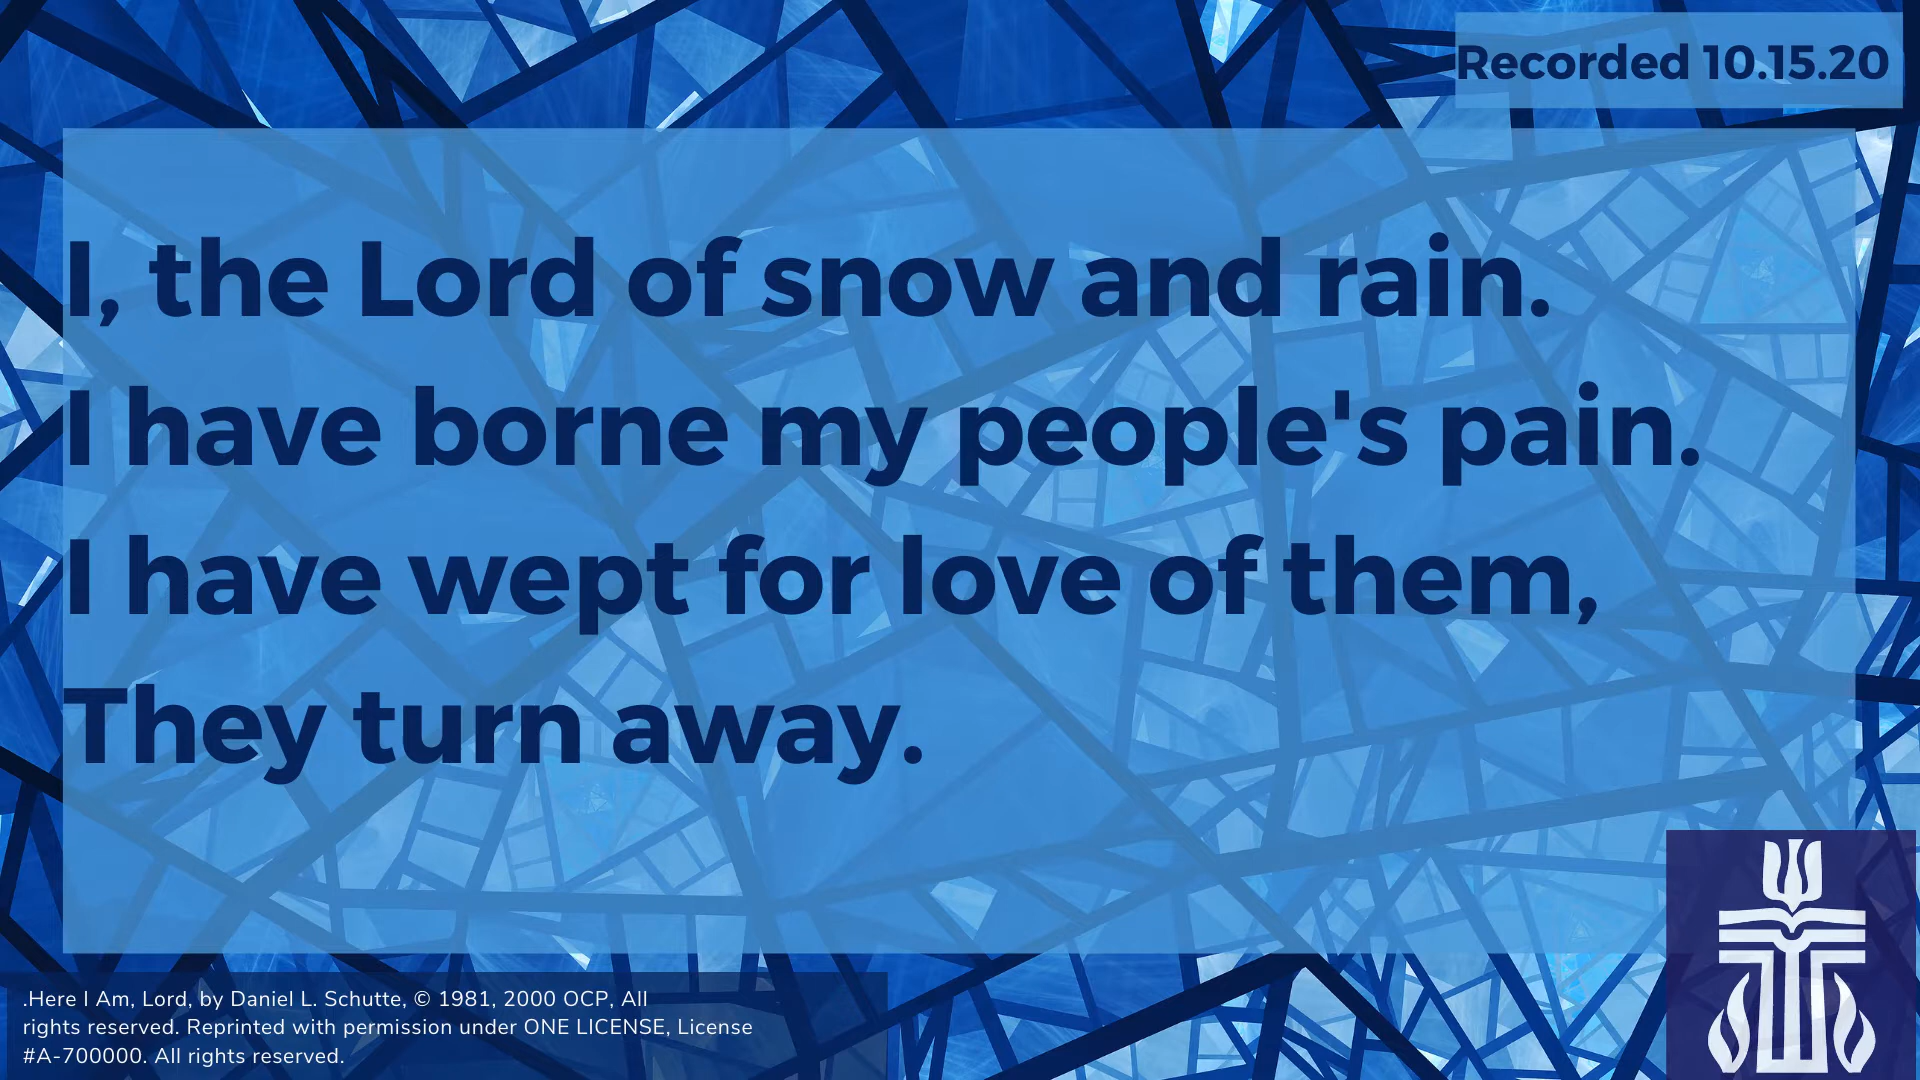 Recorded 10.15.20
I, the Lord of snow and rain.
I have borne my people's pain.
I have wept for love of them,
They turn away.
.Here I Am, Lord, by Daniel L. Schutte, © 1981, 2000 OCP, All
rights reserved. Reprinted with permission under ONE LICENSE, License
#A-700000. All rights reserved.